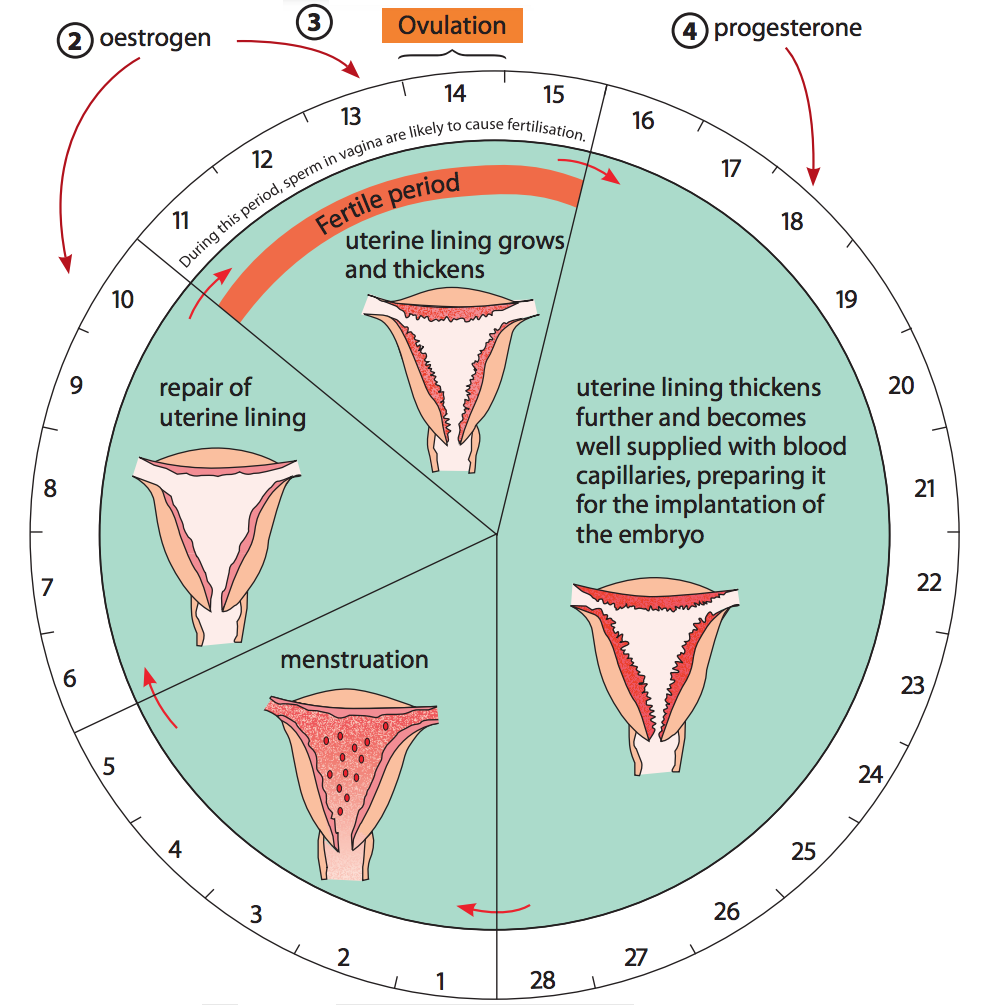 2 oestrogen
3
Ovulation
4 progesterone
During this period, sperm in vagina are likely to cause fertilisation.
Fertile period
uterine lining grows
and thickens
repair of
uterine lining
uterine lining thickens
further and becomes
well supplied with blood
capillaries, preparing it
for the implantation of
the embryo
menstruation
1
2
3
4
5
6
7
8
9
10
11
12
13
14
15
16
17
18
19
20
21
22
23
24
25
26
27
28